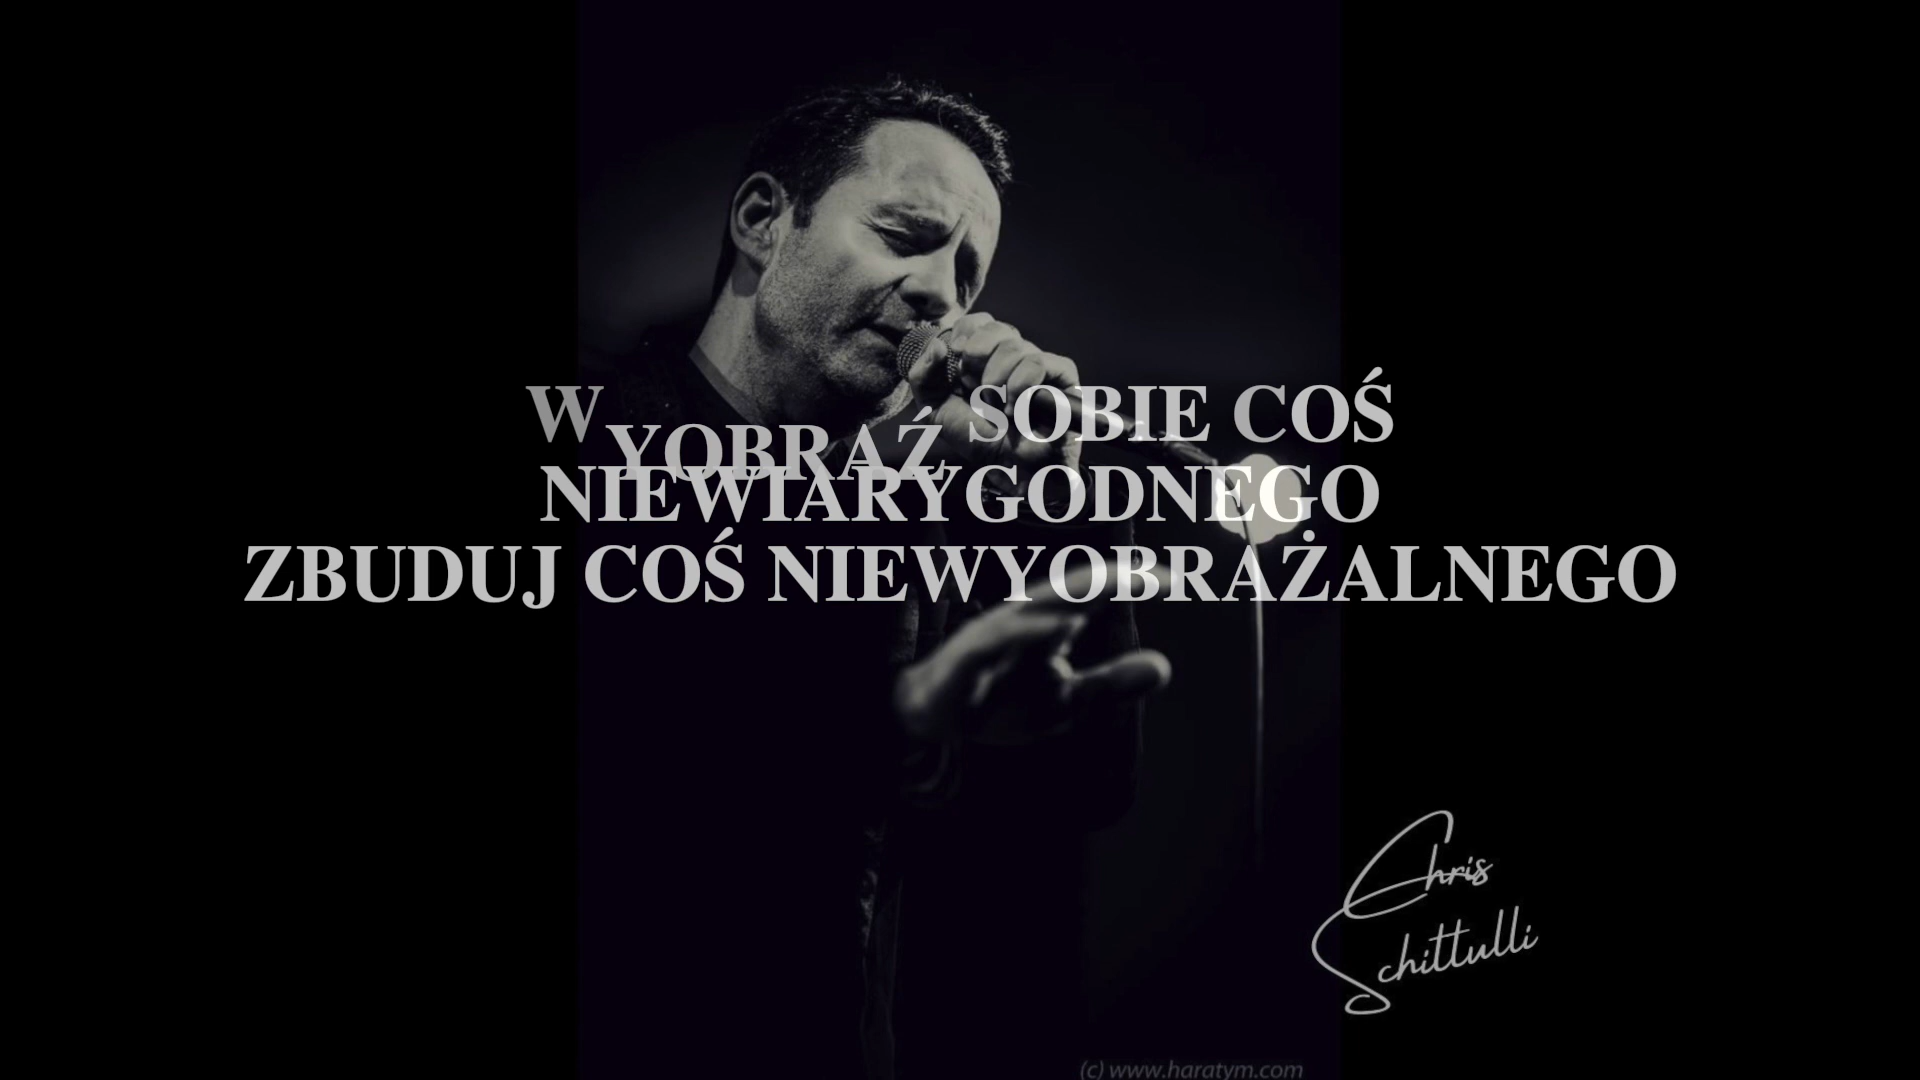 WYOBRAŹ SOBIE COŚ
NIEWIARYGODNEGO
ZBUDUJ COŚ NIEWYOBRAŻALNEGO
Chris
Schittulli
(c) www.haratym.com